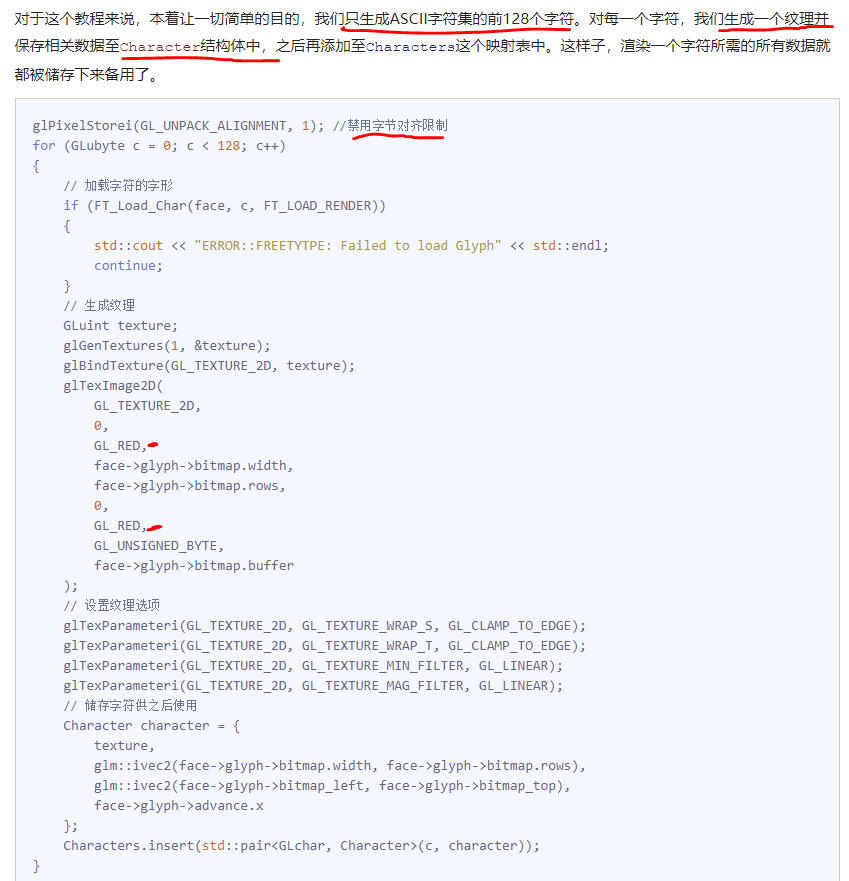 对于这个教程来说，本着让一切简单的目的，我们只生成ASCII字符集的前128个字符。对每一个字符，我们生成一个纹理并
保存相关数据至Character结构体中，之后再添加至Characters这个映射表中。这样子，渲染一个字符所需的所有数据就
都被储存下来备用了。
glPixelStorei(GL_UNPACK_ALIGNMENT, 1); //禁用字节对齐限制
for (GLubyte c = 0; c < 128; c++)
{
    // 加载字符的字形
    if (FT_Load_Char(face, c, FT_LOAD_RENDER))
    {
        std::cout << "ERROR::FREETYTPE: Failed to load Glyph" << std::endl;
        continue;
    }
    // 生成纹理
    GLuint texture;
    glGenTextures(1, &texture);
    glBindTexture(GL_TEXTURE_2D, texture);
    glTexImage2D(
        GL_TEXTURE_2D,
        0,
        GL_RED,
        face->glyph->bitmap.width,
        face->glyph->bitmap.rows,
        0,
        GL_RED,
        GL_UNSIGNED_BYTE,
        face->glyph->bitmap.buffer
    );
    // 设置纹理选项
    glTexParameteri(GL_TEXTURE_2D, GL_TEXTURE_WRAP_S, GL_CLAMP_TO_EDGE);
    glTexParameteri(GL_TEXTURE_2D, GL_TEXTURE_WRAP_T, GL_CLAMP_TO_EDGE);
    glTexParameteri(GL_TEXTURE_2D, GL_TEXTURE_MIN_FILTER, GL_LINEAR);
    glTexParameteri(GL_TEXTURE_2D, GL_TEXTURE_MAG_FILTER, GL_LINEAR);
    // 储存字符供之后使用
    Character character = {
        texture,
        glm::ivec2(face->glyph->bitmap.width, face->glyph->bitmap.rows),
        glm::ivec2(face->glyph->bitmap_left, face->glyph->bitmap_top),
        face->glyph->advance.x
    };
    Characters.insert(std::pair<GLchar, Character>(c, character));
}